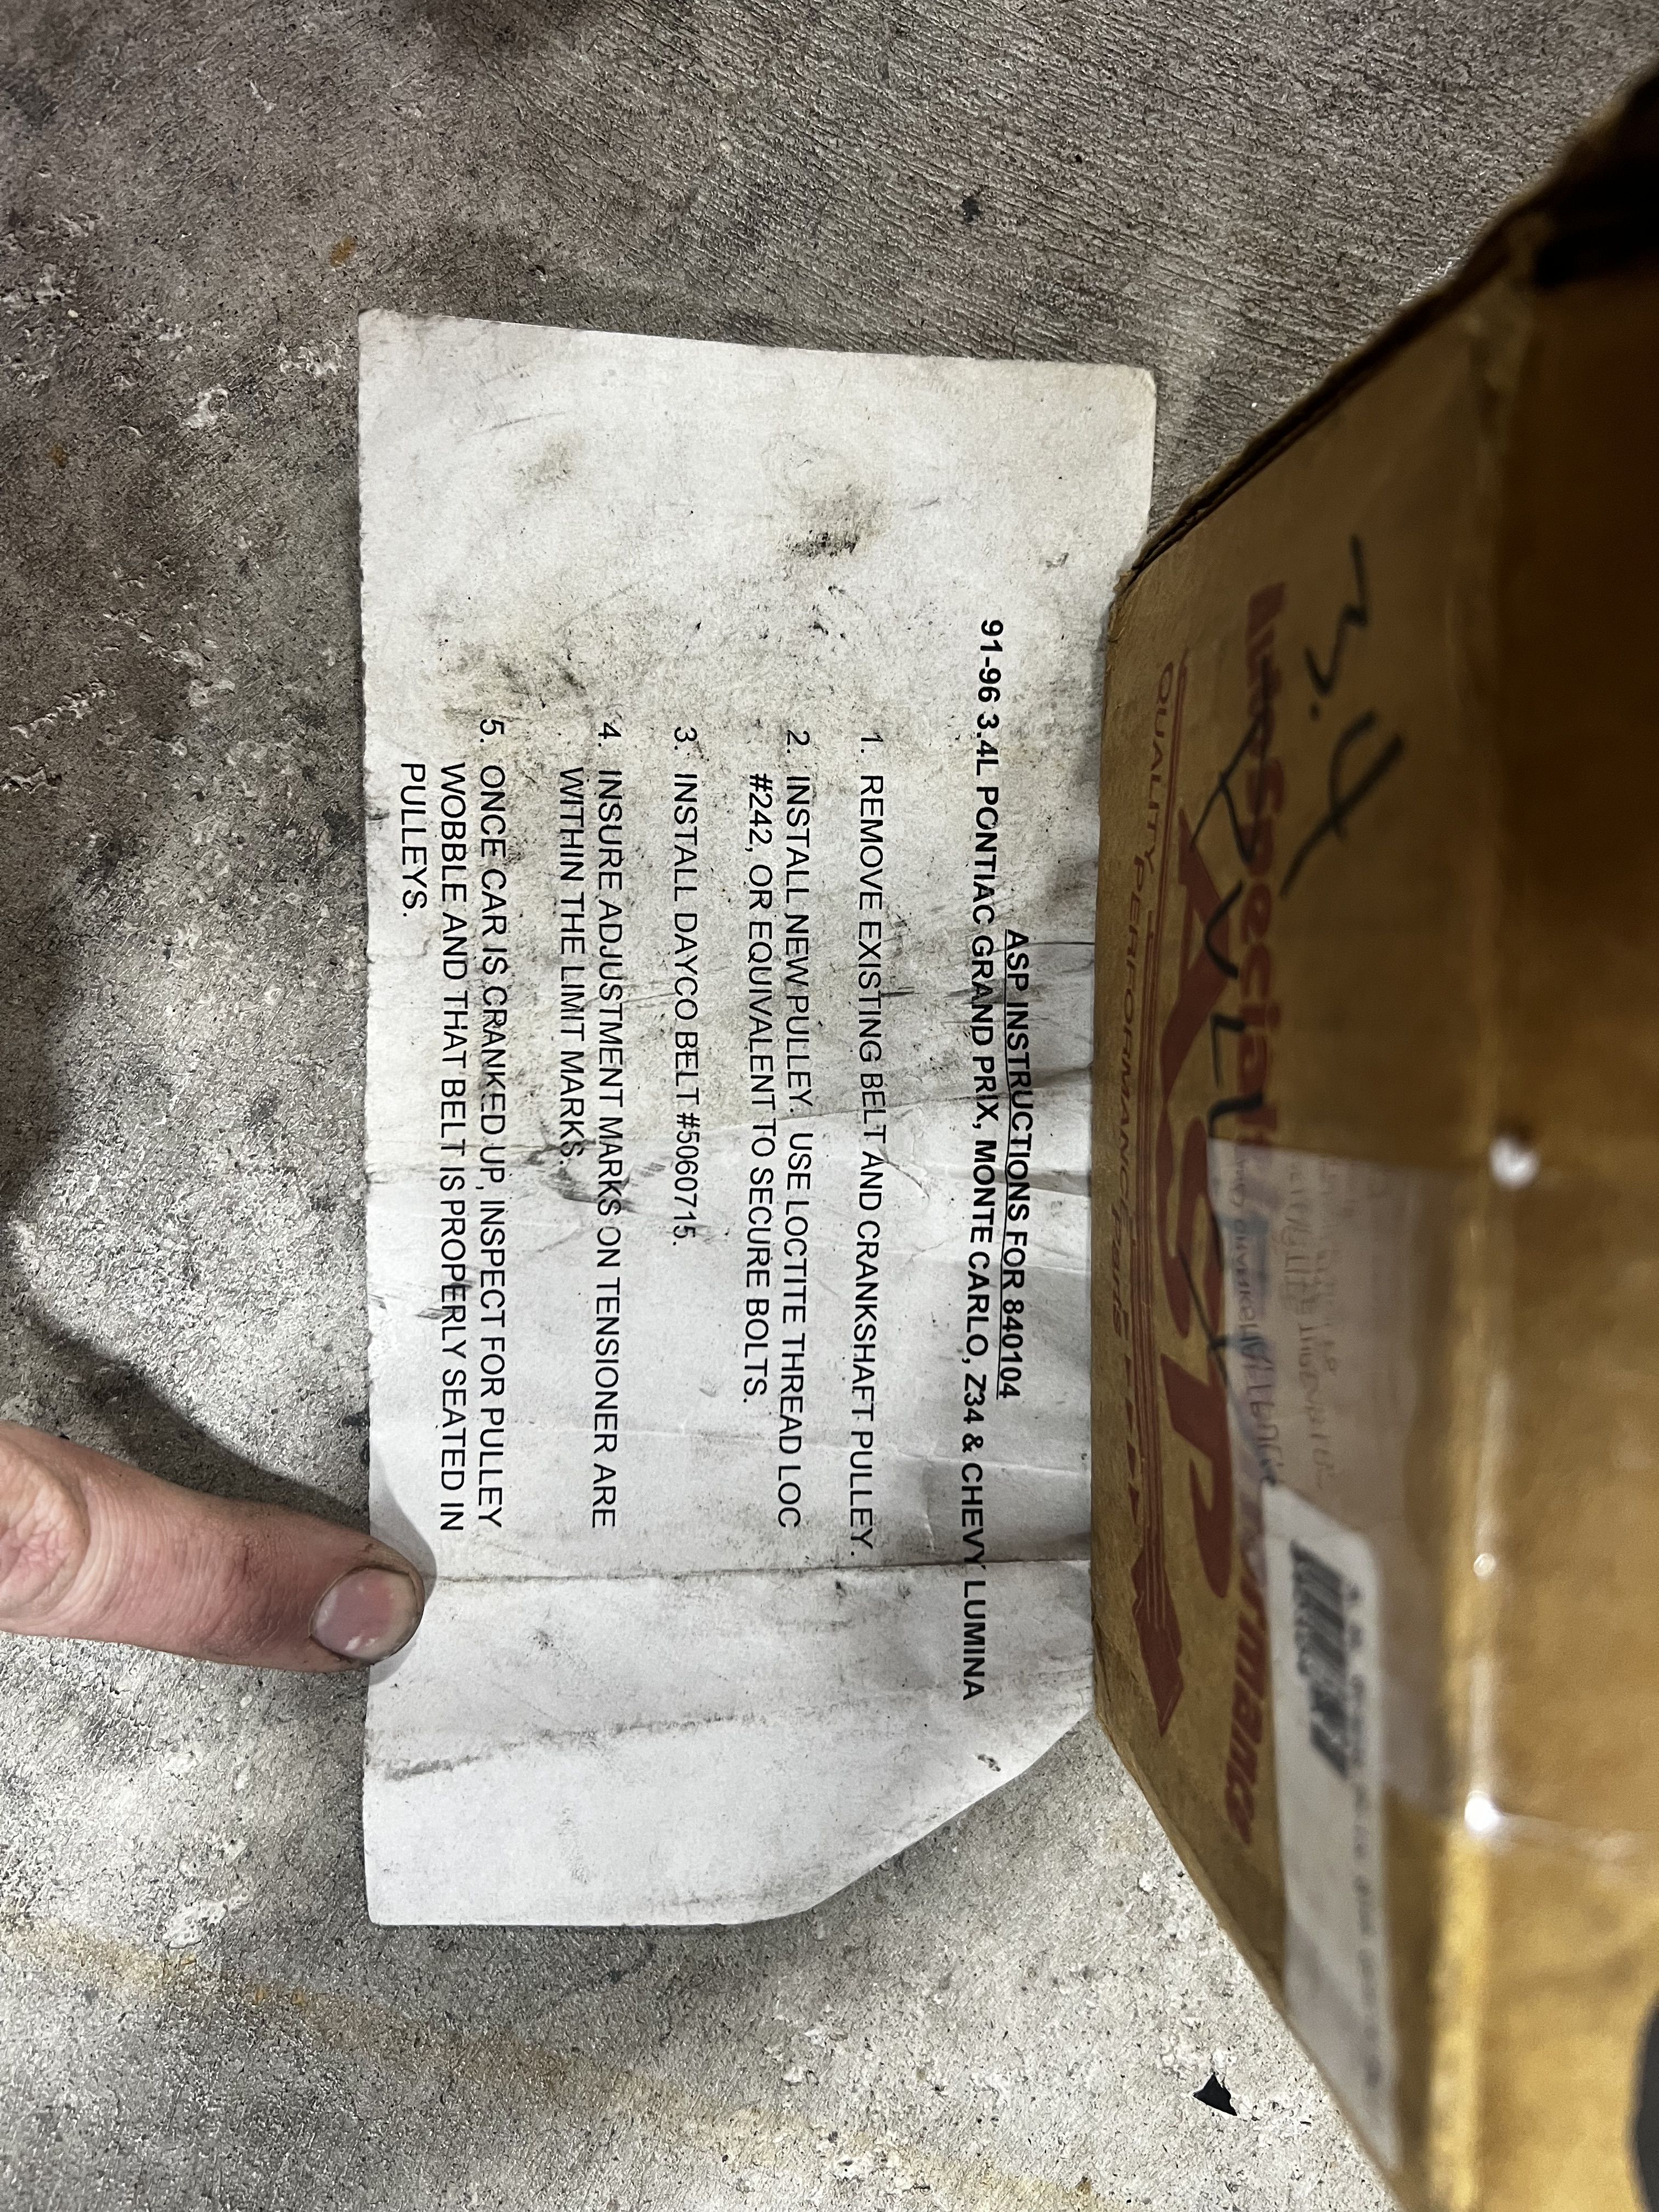 ASP INSTRUCTIONS FOR 840104
91-96 3.4L PONTIAC GRAND PRIX, MONTE CARLO, Z34 & CHEVY LUMINA
1. REMOVE EXISTING BELT AND CRANKSHAFT PULLEY.
2. INSTALL NEW PULLEY. USE LOCTITE THREAD LOC
#242, OR EQUIVALENT TO SECURE BOLTS.
3. INSTALL DAYCO BELT #5060715.
4. INSURE ADJUSTMENT MARKS ON TENSIONER ARE
WITHIN THE LIMIT MARKS.
5. ONCE CAR IS CRANKED UP, INSPECT FOR PULLEY
WOBBLE AND THAT BELT IS PROPERLY SEATED IN
PULLEYS.
3.4
PULLEY
ASP
QUALITY PERFORMANCE PARTS